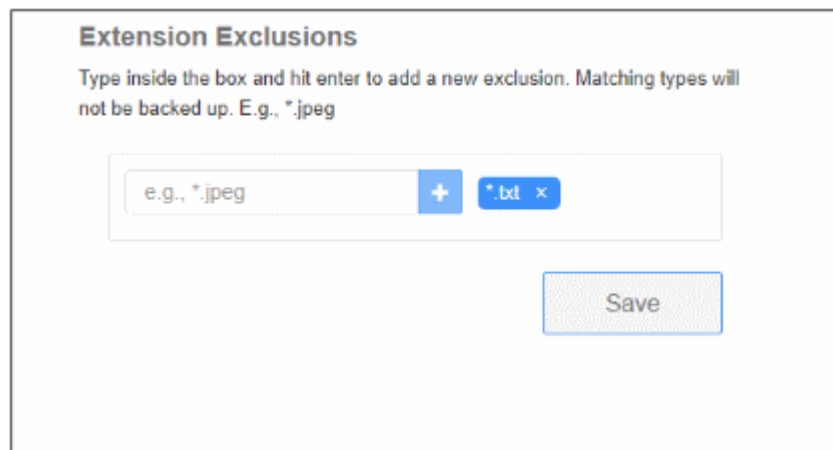 Extension Exclusions
Type inside the box and hit enter to add a new exclusion. Matching types will
not be backed up. E.g., *.jpeg
e.g., *.jpeg + *.txt ×
Save